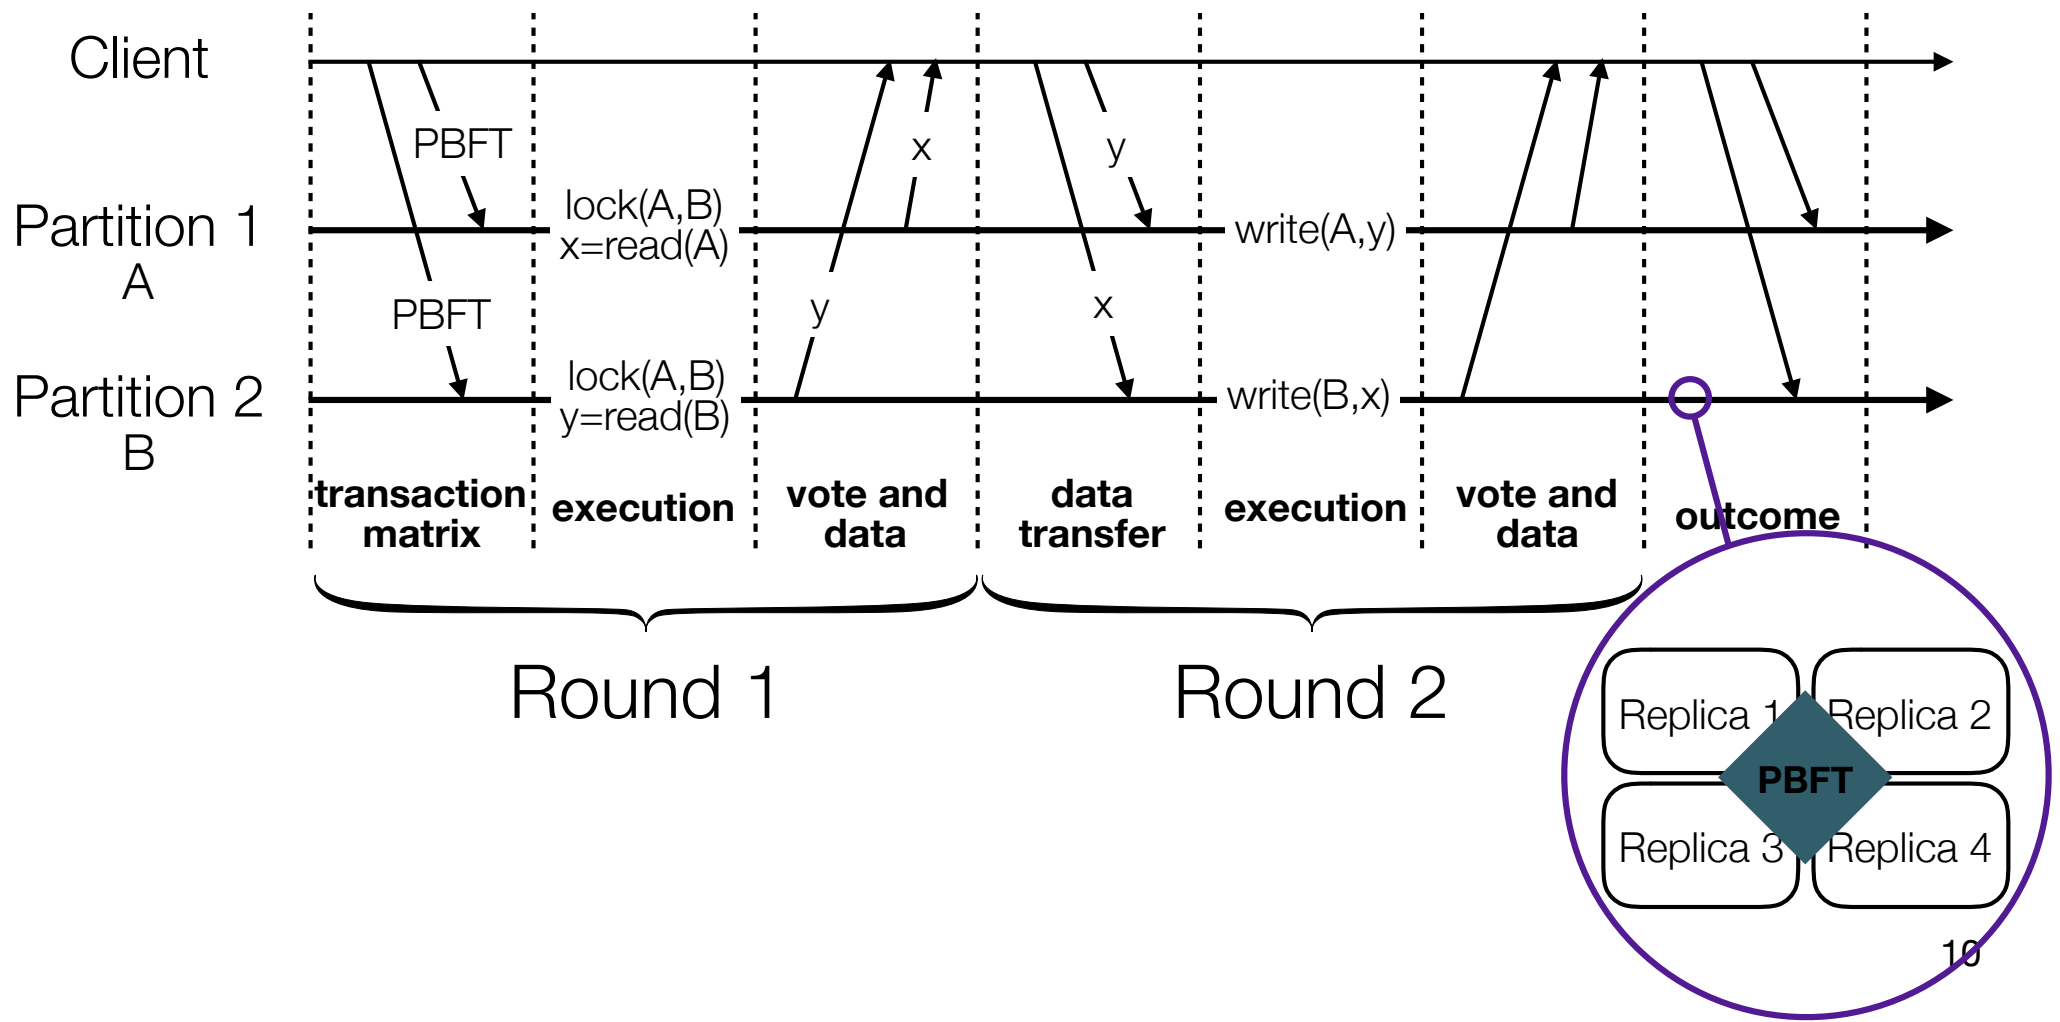 Client
PBFT
x
y
Partition 1
A
lock(A,B)
x=read(A)
write(A,y)
PBFT
y
x
Partition 2
B
lock(A,B)
y=read(B)
write(B,x)
transaction
matrix
execution
vote and
data
data
transfer
execution
vote and
data
outcome
Round 1
Round 2
Replica 1
Replica 2
PBFT
Replica 3
Replica 4
10